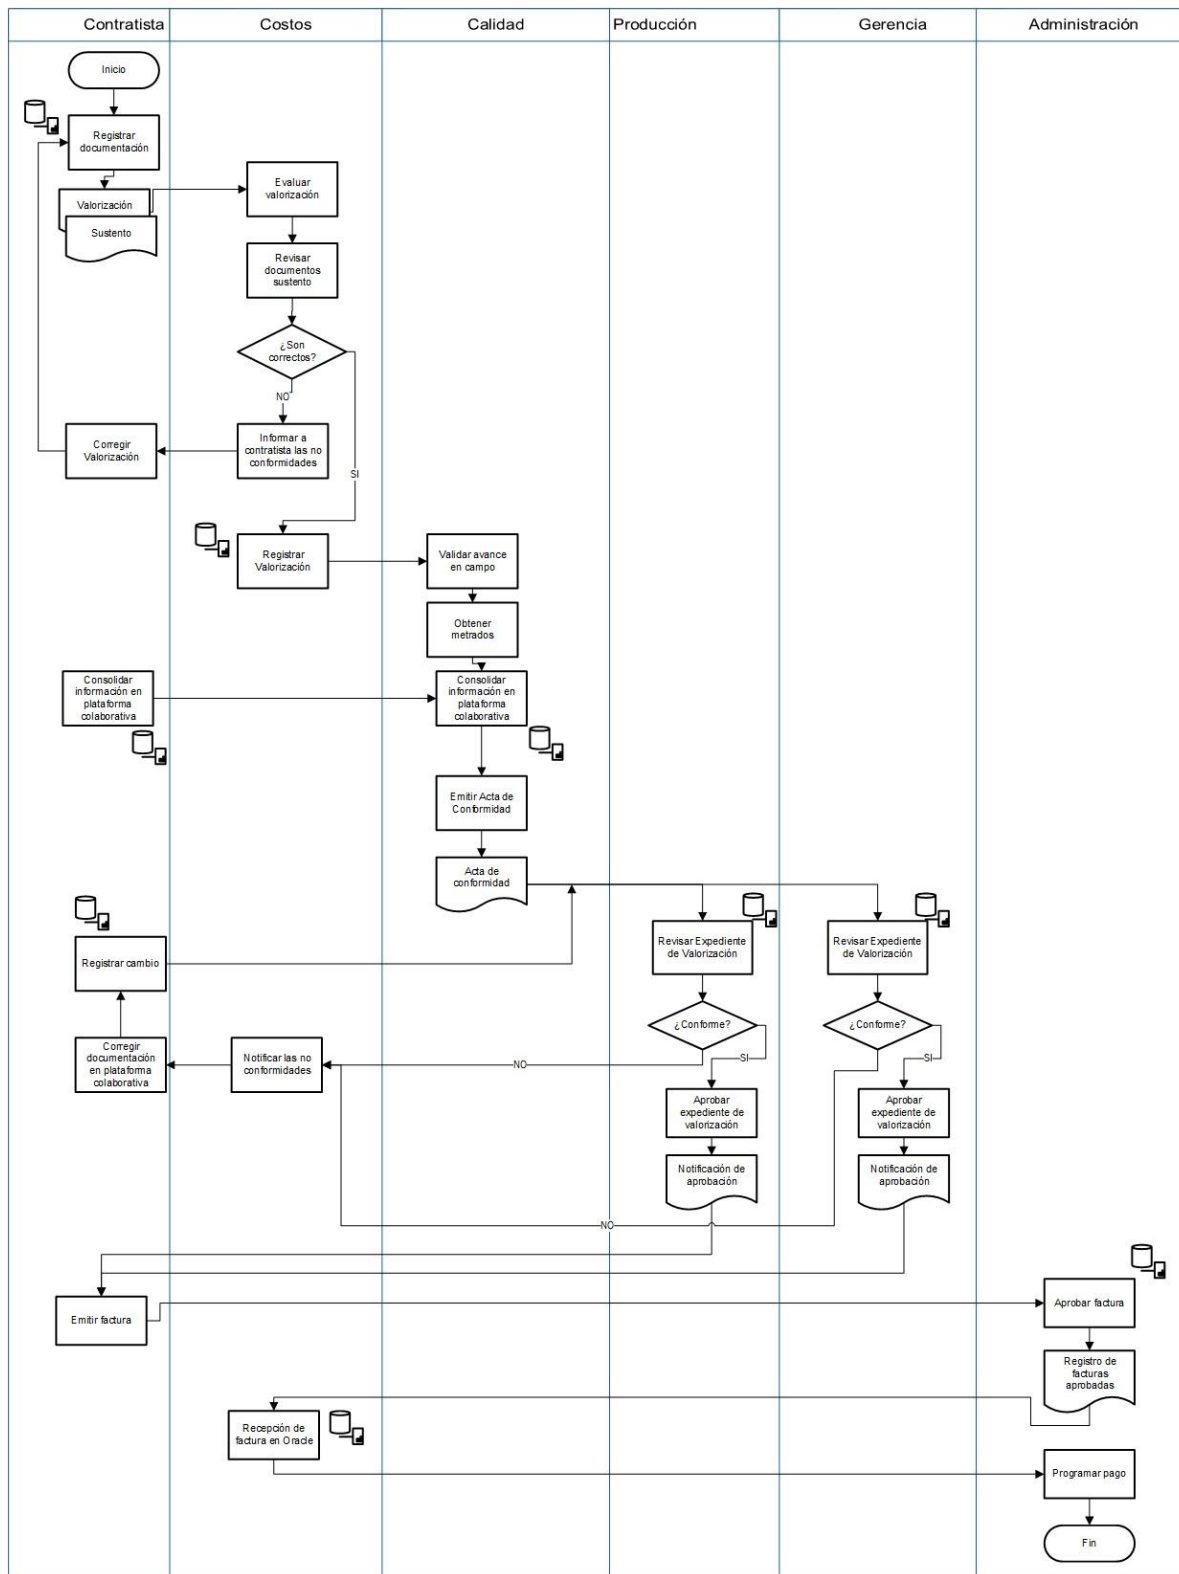 Contratista
Costos
Calidad
Producción
Gerencia
Administración
Inicio
Registrar
documentación
Valorización
Sustento
Evaluar
valorización
Revisar
documentos
sustento
¿Son
correctos?
NO
SI
Informar a
contratista las no
conformidades
Corregir
Valorización
Registrar
Valorización
Validar avance
en campo
Obtener
metrados
Consolidar
información en
plataforma
colaborativa
Consolidar
información en
plataforma
colaborativa
Emitir Acta de
Conformidad
Acta de
conformidad
Revisar Expediente
de Valorización
Revisar Expediente
de Valorización
Registrar cambio
¿Conforme?
¿Conforme?
SI
SI
Corregir
documentación
en plataforma
colaborativa
Notificar las no
conformidades
NO
Aprobar
expediente de
valorización
Aprobar
expediente de
valorización
Notificación de
aprobación
Notificación de
aprobación
NO
Emitir factura
Aprobar factura
Registro de
facturas
aprobadas
Recepción de
factura en Oracle
Programar pago
Fin